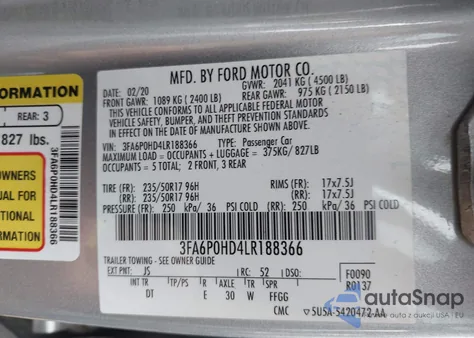 MFD. BY FORD MOTOR CO.
02/20 GVWR: 2041 KG ( 4500 LB)
FRONT GAWR: 1089 KG ( 2400 LB) REAR GAWR: 975 KG ( 2150 LB)
THIS VEHICLE CONFORMS TO ALL APPLICABLE FEDERAL MOTOR
VEHICLE SAFETY AND BUMPER AND THEFT PREVENTION STANDARDS
IN EFFECT ON THE DATE OF MANUFACTURE SHOWN ABOVE.
VIN: 3FA6P0HD4LR188366 TYPE: Passenger Car
MAXIMUM LOAD = OCCUPANTS + LUGGAGE = 375KG/ 827LB
OCCUPANTS = 5 TOTAL: 2 FRONT, 3 REAR
TIRE (FR): 235/50R17 96H RIMS (FR): 17x7.5J
TIRE (RR): 235/50R17 96H (RR): 17x7.5J
PRESSURE (FR): 250 kPa/ 36 PSI COLD (RR): 250 kPa/ 36 PSI COLD
3FA6P0HD4LR188366
TRAILER TOWING - SEE OWNER GUIDE
EXT PNT: JS RC: 52 DSO: F0090
R0137
INT TR TP/PS R AXLE TR SPR
DT E 30 W FFGG
CMC 5U5A-5420472-AA
REAR: 3
827 lbs.
3FA6P0HD4LR188366
OWNERS
FOR
INFORMATION
autoSnap